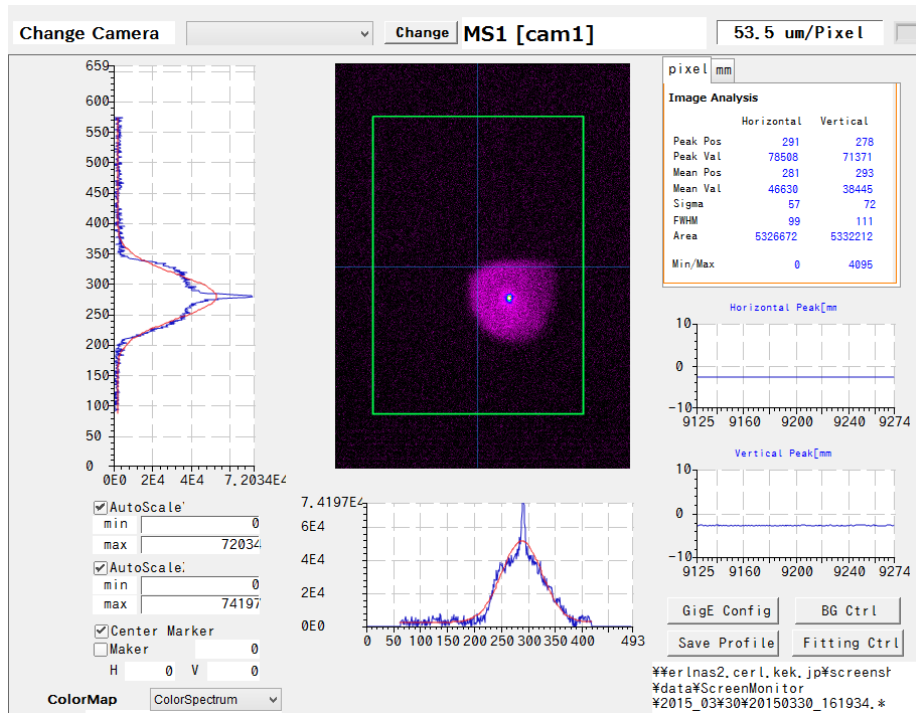 Change Camera
Change
MS1 [cam1]
53.5 um/Pixel
659
600
550
500
450
400
350
300
250
200
150
100
50
0
0E0 2E4 4E4 7.2034E4
pixel mm
Image Analysis
Horizontal Vertical
Peak Pos 291 278
Peak Val 78508 71371
Mean Pos 281 293
Mean Val 46630 38445
Sigma 57 72
FWHM 99 111
Area 5326672 5332212
Min/Max 0 4095
Horizontal Peak[mm
10
0
-10
9125 9160 9200 9240 9274
Vertical Peak[mm
10
0
-10
9125 9160 9200 9240 9274
7.4197E4
6E4
4E4
2E4
0E0
0 50 100 150 200 300 400 493
AutoScale
min 0
max 72034
AutoScale
min 0
max 74197
Center Marker
Maker 0
H 0 V 0
ColorMap ColorSpectrum
GigE Config BG Ctrl
Save Profile Fitting Ctrl
¥¥erlnas2.cerl.kek.jp¥screensh
¥data¥ScreenMonitor
¥2015_03¥30¥20150330_161934.*